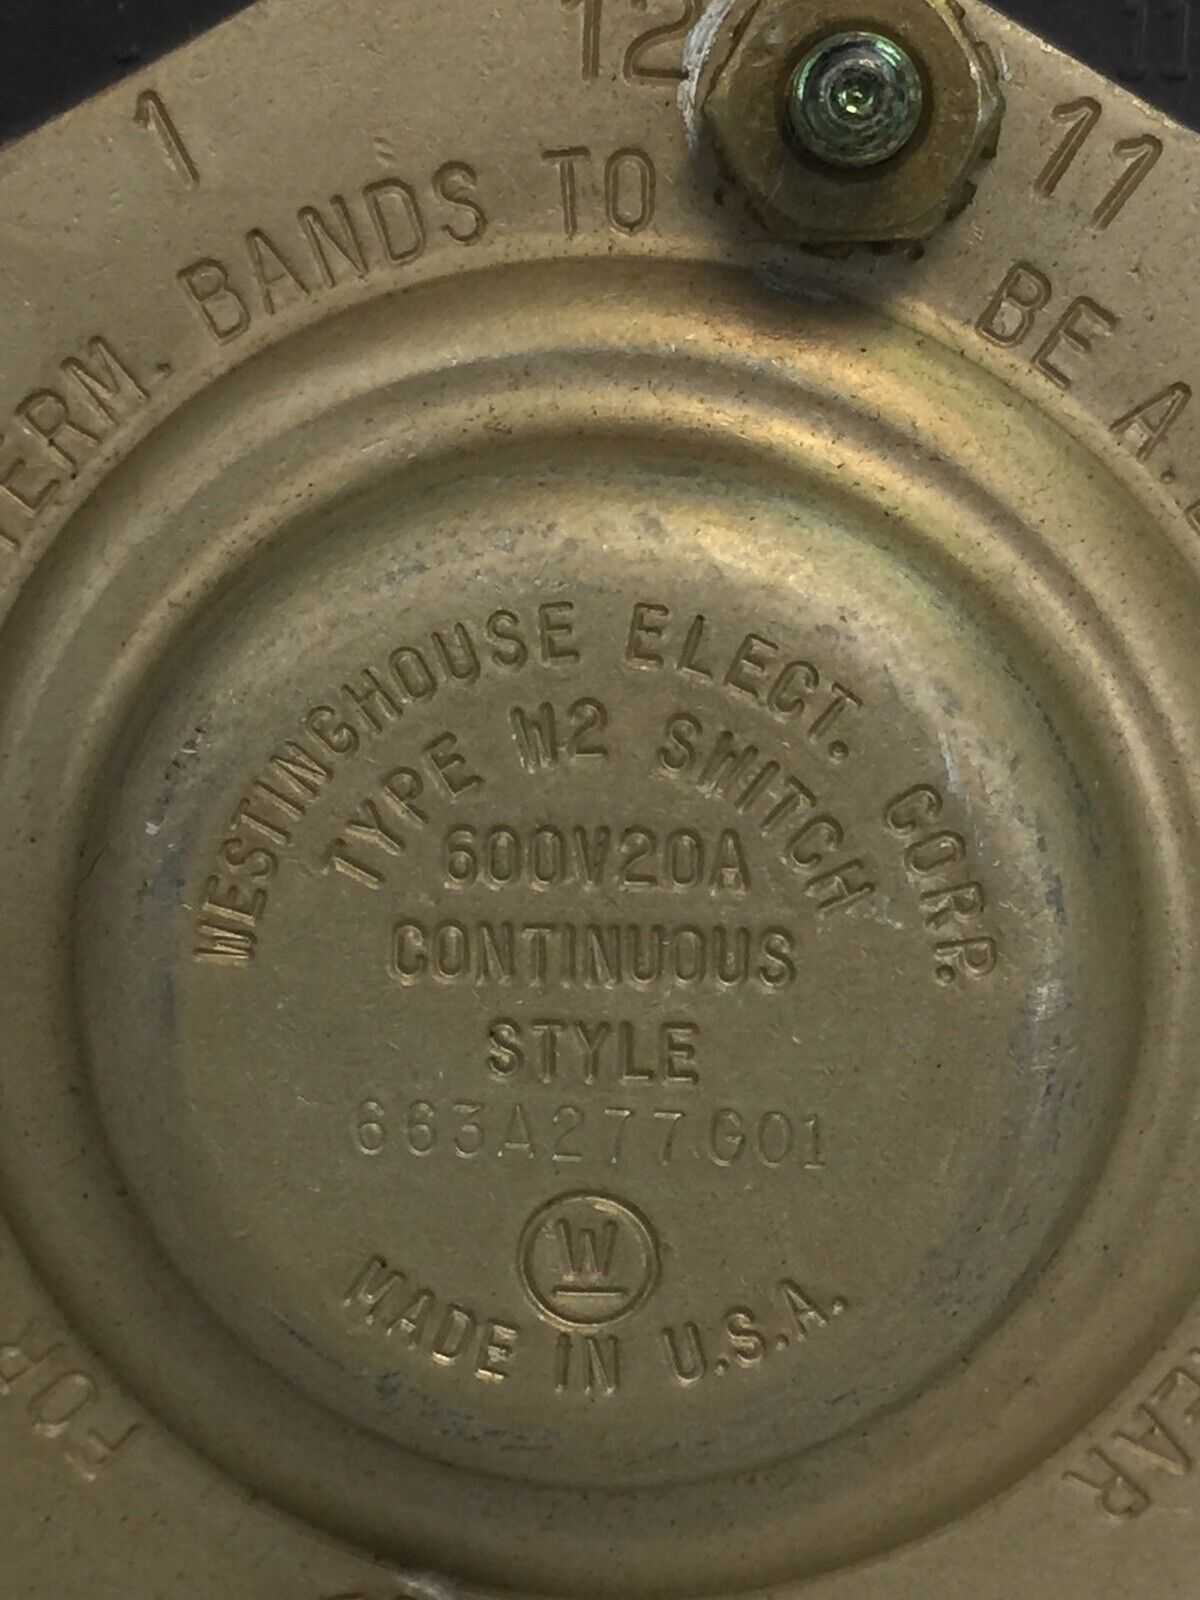 1 12 11
TERM. BANDS TO BE A.
WESTINGHOUSE ELECT. CORP.
TYPE W2 SWITCH
600V20A
CONTINUOUS
STYLE
663A277G01
W
MADE IN U.S.A.
FOR REAR